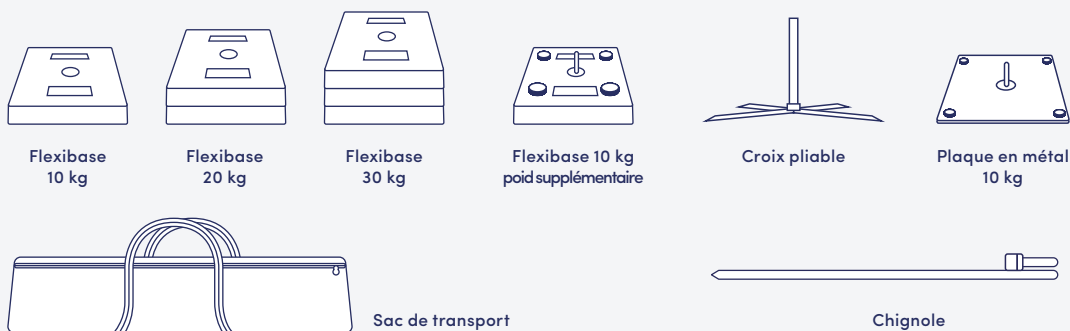 Flexibase
10 kg
Flexibase
20 kg
Flexibase
30 kg
Flexibase 10 kg
poid supplémentaire
Croix pliable
Plaque en métal
10 kg
Sac de transport
Chignole